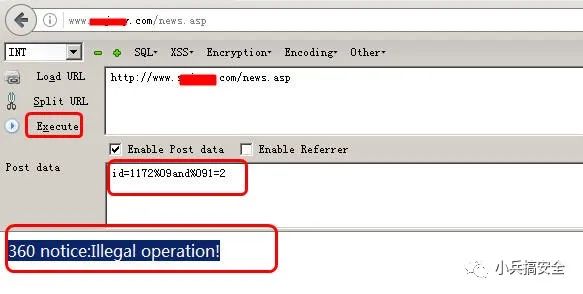 www. .com/news.asp
INT SQL▾ XSS▾ Encryption▾ Encoding▾ Other▾
Load URL http://www.s .com/news.asp
Split URL
Execute
Enable Post data Enable Referrer
Post data id=1172%09and%091=2
360 notice:Illegal operation!
小兵搞安全